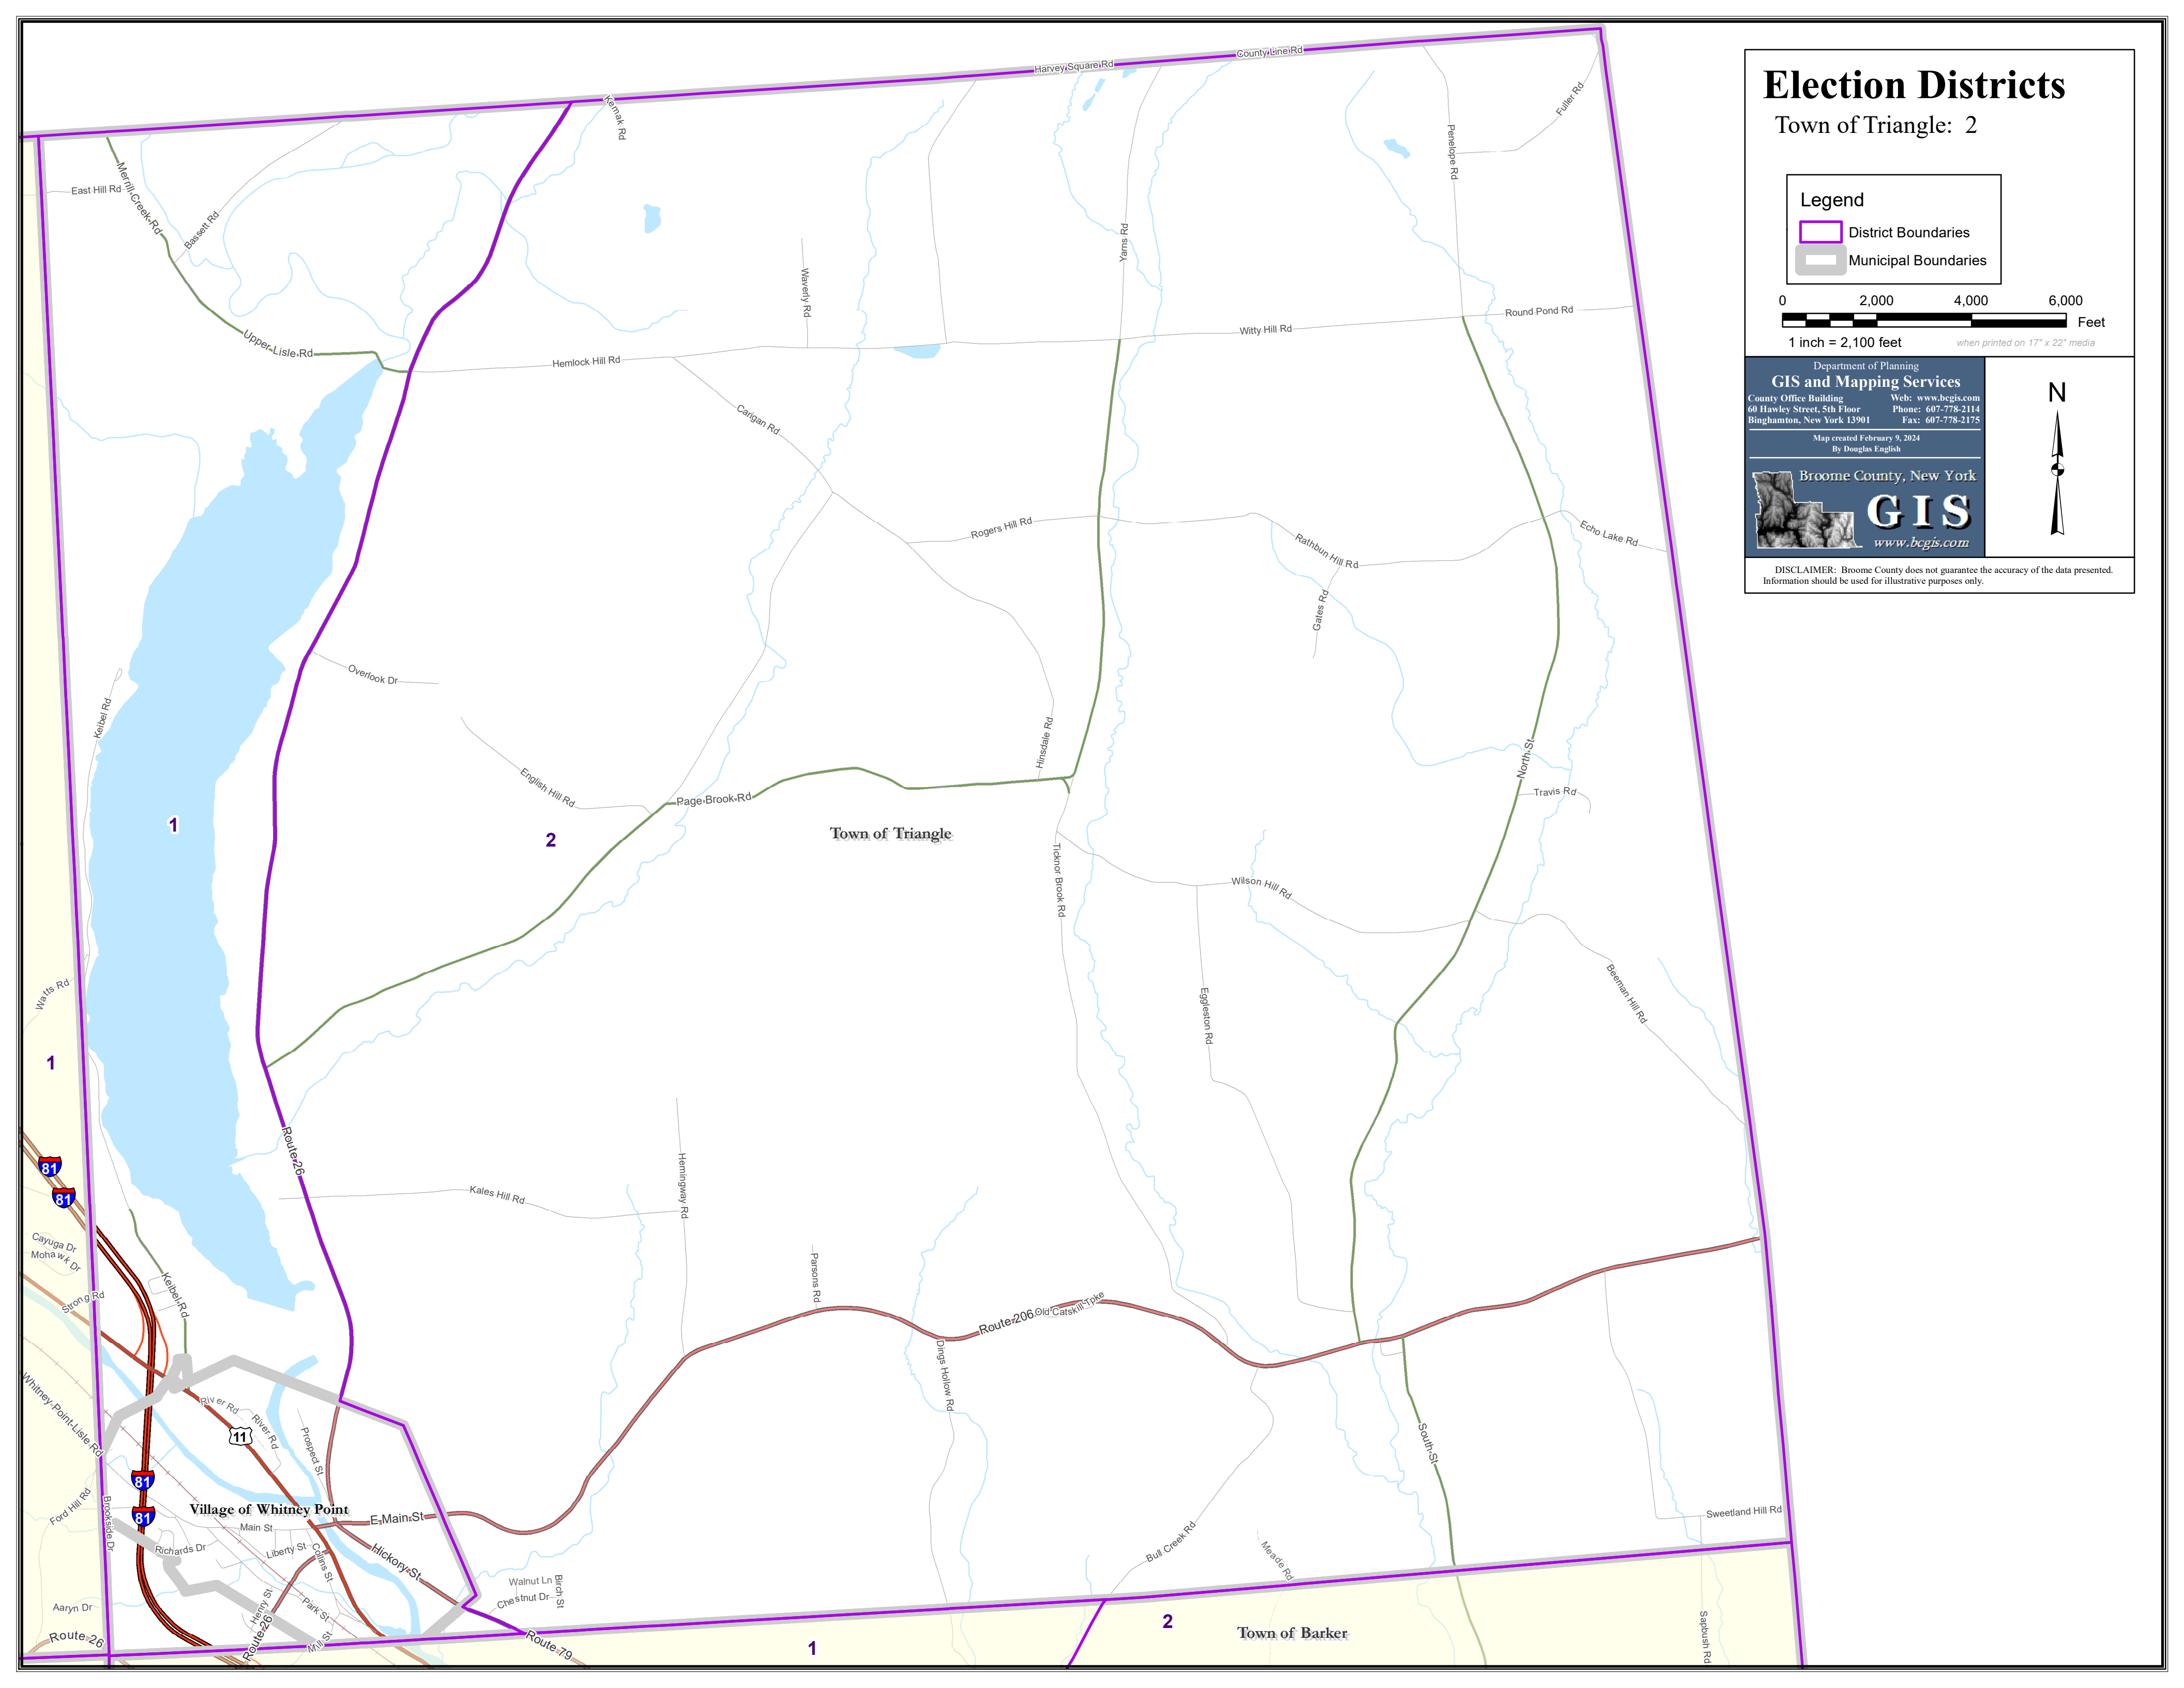 Election Districts
Town of Triangle: 2
Legend
District Boundaries
Municipal Boundaries
0 2,000 4,000 6,000
Feet
1 inch = 2,100 feet
when printed on 17" x 22" media
Department of Planning
GIS and Mapping Services
County Office Building Web: www.bcgis.com
60 Hawley Street, 5th Floor Phone: 607-778-2114
Binghamton, New York 13901 Fax: 607-778-2175
Map created February 9, 2024
By Douglas English
Broome County, New York
GIS
www.bcgis.com
N
DISCLAIMER: Broome County does not guarantee the accuracy of the data presented.
Information should be used for illustrative purposes only.
County Line Rd
Harvey Square Rd
Kemak Rd
Fuller Rd
Penelope Rd
East Hill Rd
Merrill Creek Rd
Bassett Rd
Yarns Rd
Waverly Rd
Upper Lisle Rd
Hemlock Hill Rd
Witty Hill Rd
Round Pond Rd
Carigan Rd
Rogers Hill Rd
Rathbun Hill Rd
Echo Lake Rd
Gates Rd
Overlook Dr
Keibel Rd
English Hill Rd
Page Brook Rd
Hinsdale Rd
North St
Travis Rd
1
2
Town of Triangle
Ticknor Brook Rd
Wilson Hill Rd
Watts Rd
Eggleston Rd
Beeman Hill Rd
1
Route 26
81
81
Kales Hill Rd
Hemingway Rd
Cayuga Dr
Mohawk Dr
Strong Rd
Keibel Rd
Parsons Rd
Route 206
Old Catskill Tpke
Dings Hollow Rd
Whitney Point-Lisle Rd
River Rd
River Rd
11
Prospect St
South St
81
81
Ford Hill Rd
Brookside Dr
Village of Whitney Point
Main St
E Main St
Richards Dr
Liberty St
Collins St
Hickory St
Bull Creek Rd
Meade Rd
Sweetland Hill Rd
Walnut Ln
Birch St
Chestnut Dr
Aaryn Dr
Henry St
Park St
Route 26
Route 26
Mill St
Route 79
1
2
Town of Barker
Sapbush Rd